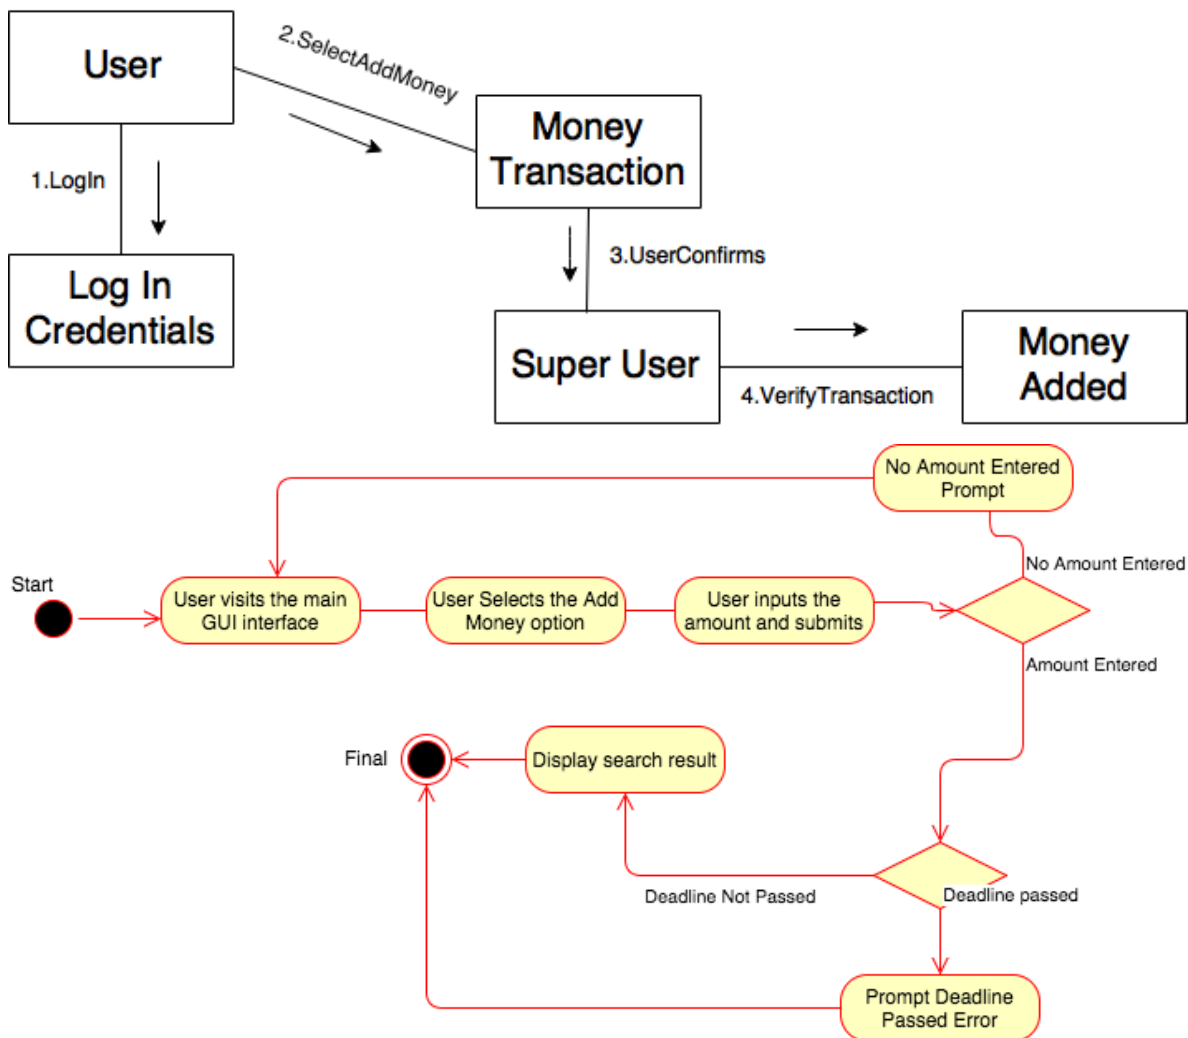 User
2.SelectAddMoney
Money
Transaction
1.LogIn
Log In
Credentials
3.UserConfirms
Super User
4.VerifyTransaction
Money
Added
No Amount Entered
Prompt
No Amount Entered
Start
User visits the main
GUI interface
User Selects the Add
Money option
User inputs the
amount and submits
Amount Entered
Final
Display search result
Deadline Not Passed
Deadline passed
Prompt Deadline
Passed Error